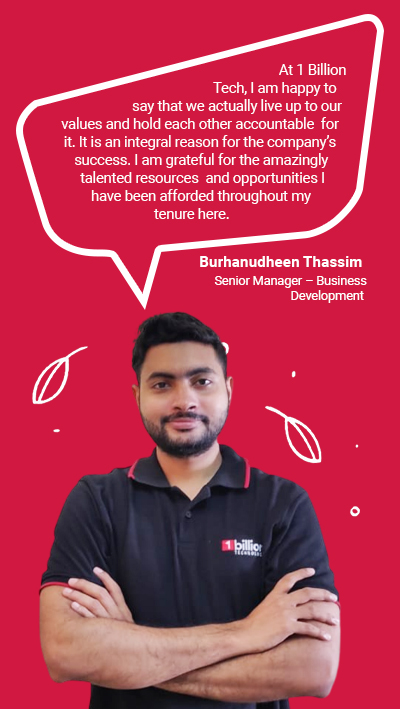 At 1 Billion
Tech, I am happy to
say that we actually live up to our
values and hold each other accountable for
it. It is an integral reason for the company's
success. I am grateful for the amazingly
talented resources and opportunities I
have been afforded throughout my
tenure here.
Burhanudheen Thassim
Senior Manager – Business
Development
1billion